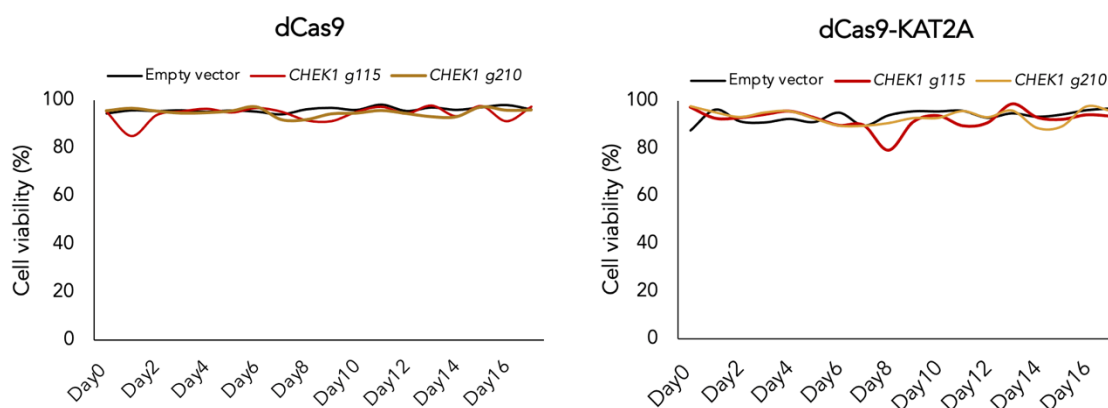 dCas9
Empty vector CHEK1 g115 CHEK1 g210
Cell viability (%)
100
80
60
40
20
0
Day0 Day2 Day4 Day6 Day8 Day10 Day12 Day14 Day16
dCas9-KAT2A
Empty vector CHEK1 g115 CHEK1 g210
Cell viability (%)
100
80
60
40
20
0
Day0 Day2 Day4 Day6 Day8 Day10 Day12 Day14 Day16